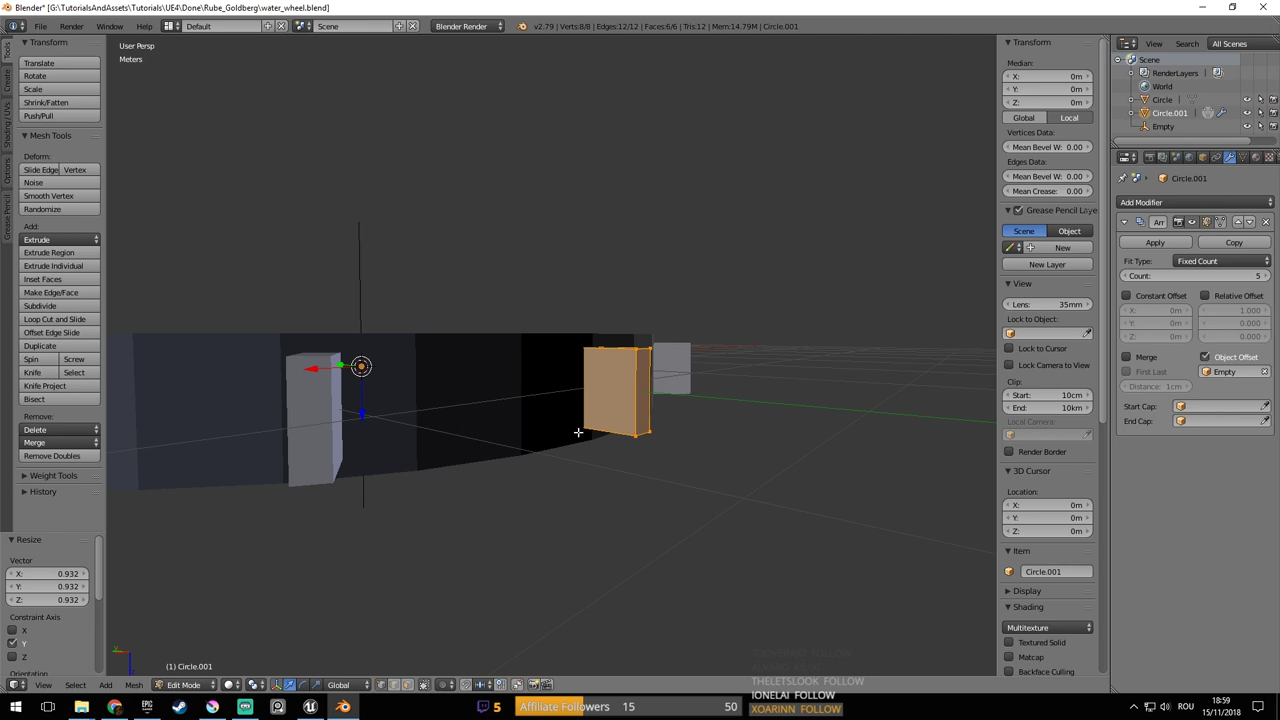 Blender* [G:\TutorialsAndAssets\Tutorials\UE4\Done\Rube_Goldberg\water_wheel.blend]
File Render Window Help Default Scene Blender Render v2.79 | Verts:8/8 | Edges:12/12 | Faces:6/6 | Tris:12 | Mem:14.79M | Circle.001
View Search All Scenes
Tools
Create
Shading / UVs
Options
Grease Pencil
Transform
Translate
Rotate
Scale
Shrink/Fatten
Push/Pull
Mesh Tools
Deform:
Slide Edge Vertex
Noise
Smooth Vertex
Randomize
Add:
Extrude
Extrude Region
Extrude Individual
Inset Faces
Make Edge/Face
Subdivide
Loop Cut and Slide
Offset Edge Slide
Duplicate
Spin Screw
Knife Select
Knife Project
Bisect
Remove:
Delete
Merge
Remove Doubles
Weight Tools
History
Resize
Vector
X: 0.932
Y: 0.932
Z: 0.932
Constraint Axis
X
Y
Z
Orientation
User Persp
Meters
(1) Circle.001
Transform
Median:
X: 0m
Y: 0m
Z: 0m
Global Local
Vertices Data:
Mean Bevel W: 0.00
Edges Data:
Mean Bevel W: 0.00
Mean Crease: 0.00
Grease Pencil Laye
Scene Object
New
New Layer
View
Lens: 35mm
Lock to Object:
Lock to Cursor
Lock Camera to View
Clip:
Start: 10cm
End: 10km
Local Camera:
Render Border
3D Cursor
Location:
X: 0m
Y: 0m
Z: 0m
Item
Circle.001
Display
Shading
Multitexture
Textured Solid
Matcap
Backface Culling
Scene
RenderLayers
World
Circle
Circle.001
Empty
Circle.001
Add Modifier
Arr
Apply Copy
Fit Type: Fixed Count
Count: 5
Constant Offset Relative Offset
X: 0m 1.000
Y: 0m 0.000
Z: 0m 0.000
Merge Object Offset
First Last Empty
Distance: 1cm
Start Cap:
End Cap:
View Select Add Mesh Edit Mode Global
THELETSLOOK FOLLOW
IONELAI FOLLOW
XOARINN FOLLOW
5 Affiliate Followers 15 50
ROU 18:59
15/11/2018